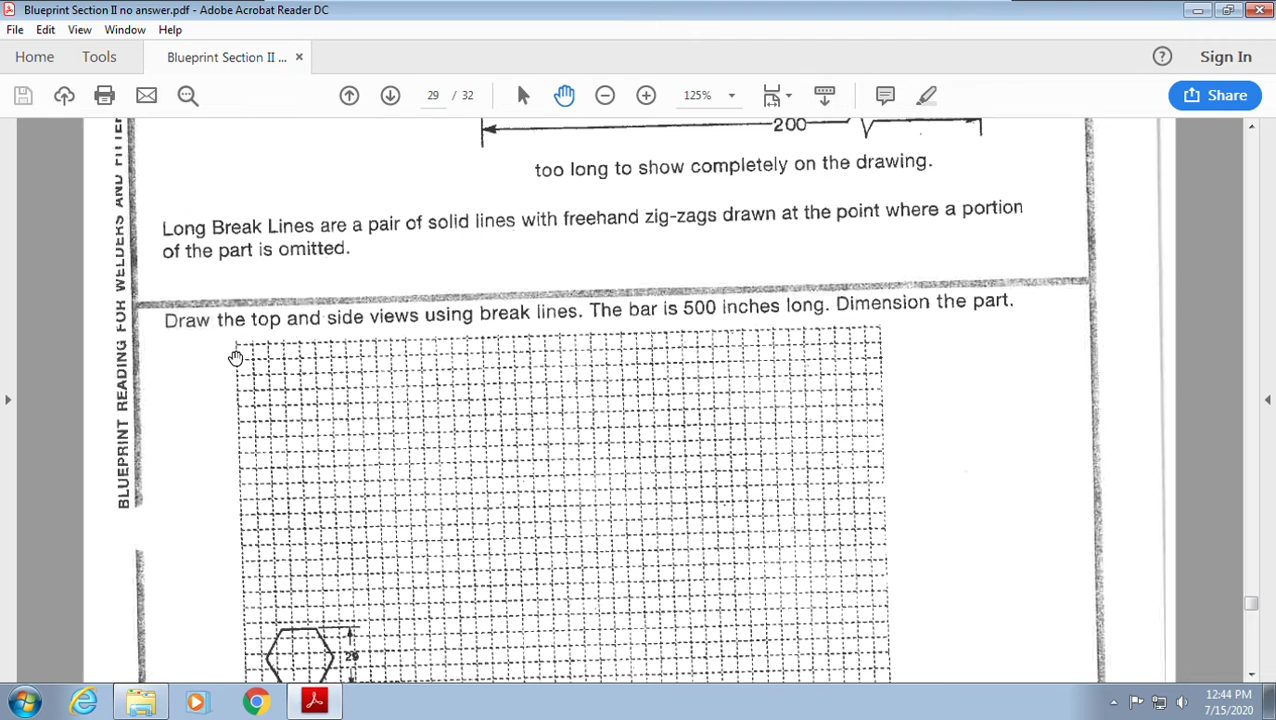 Blueprint Section II no answer.pdf - Adobe Acrobat Reader DC
File Edit View Window Help
Home Tools Blueprint Section II ... × ? Sign In
29 / 32 125% Share
200
too long to show completely on the drawing.
Long Break Lines are a pair of solid lines with freehand zig-zags drawn at the point where a portion
of the part is omitted.
BLUEPRINT READING FOR WELDERS AND FITTER
Draw the top and side views using break lines. The bar is 500 inches long. Dimension the part.
12:44 PM
7/15/2020